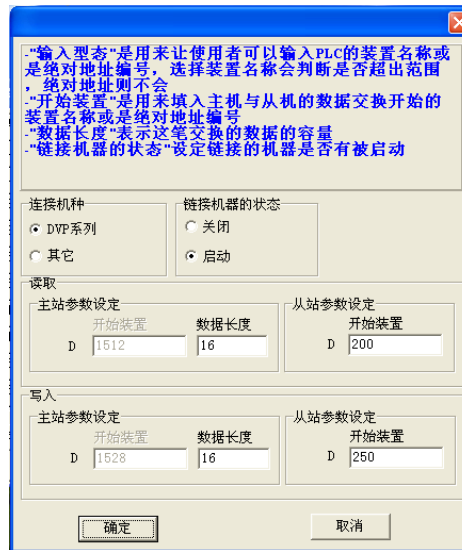 -"输入型态"是用来让使用者可以输入PLC的装置名称或
是绝对地址编号，选择装置名称会判断是否超出范围
，绝对地址则不会
-"开始装置"是用来填入主机与从机的数据交换开始的
装置名称或是绝对地址编号
-"数据长度"表示这笔交换的数据的容量
-"链接机器的状态"设定链接的机器是否有被启动
连接机种 链接机器的状态
DVP系列 关闭
其它 启动
读取
主站参数设定 从站参数设定
开始装置 数据长度 开始装置
D 1512 16 D 200
写入
主站参数设定 从站参数设定
开始装置 数据长度 开始装置
D 1528 16 D 250
确定 取消